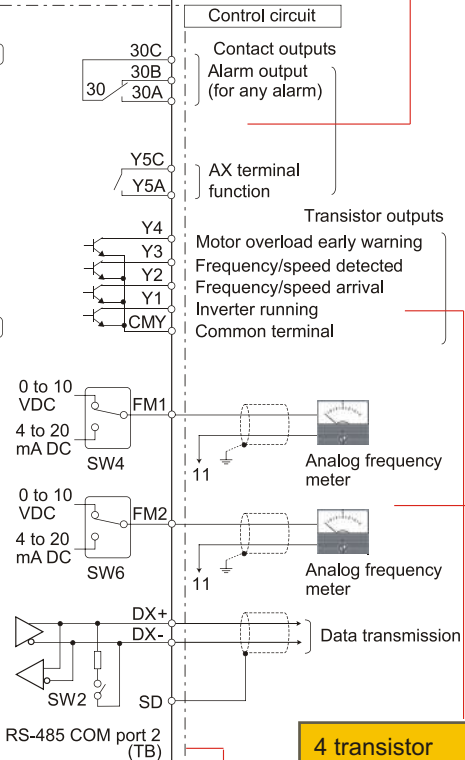 Control circuit
30C
Contact outputs
30B
Alarm output
30
30A
(for any alarm)
Y5C
AX terminal
Y5A
function
Transistor outputs
Y4
Motor overload early warning
Y3
Frequency/speed detected
Y2
Frequency/speed arrival
Y1
Inverter running
CMY
Common terminal
0 to 10
VDC
FM1
4 to 20
mA DC
SW4
11
Analog frequency
meter
0 to 10
VDC
FM2
4 to 20
mA DC
SW6
11
Analog frequency
meter
DX+
DX-
Data transmission
SW2
SD
RS-485 COM port 2
(TB)
4 transistor